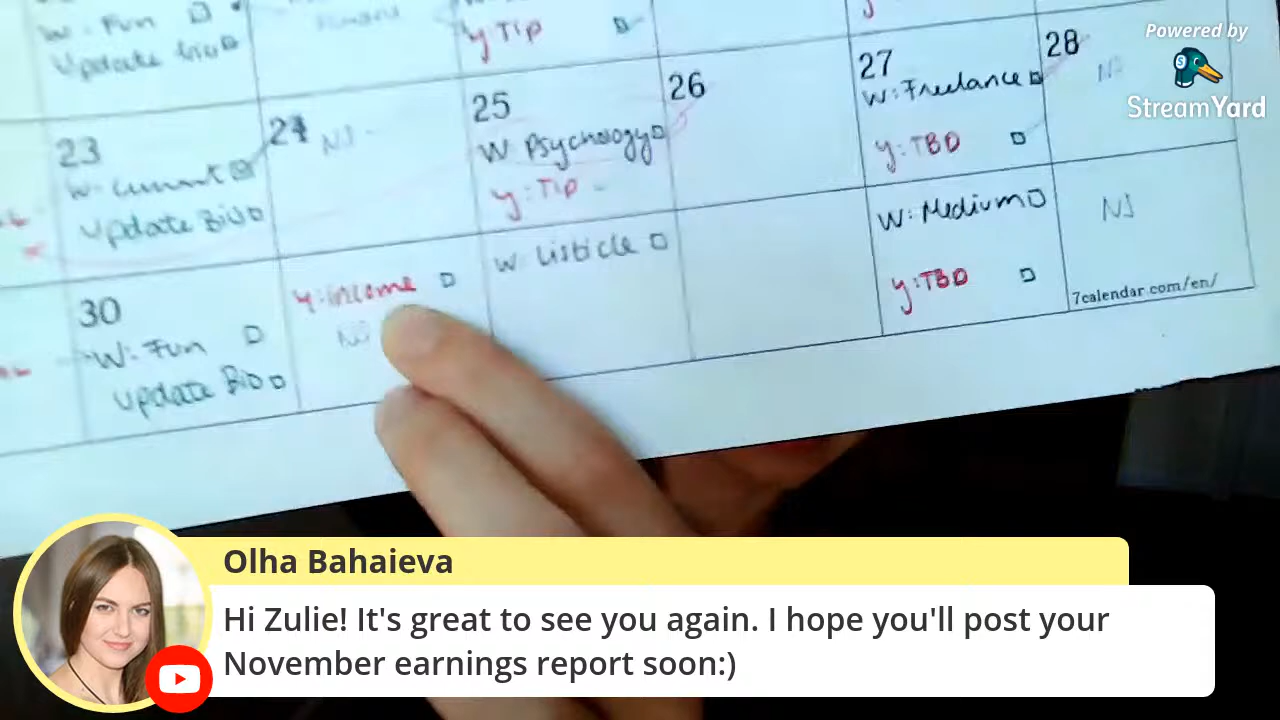 W: Fun
Update Bio
y TIP
Powered by
StreamYard
23
W: Current
Update Bio
24
NJ
25
W: Psychology
y: TIP
26
27
W: Freelance
y: TBD
28
30
W: Fun
Update Bio
y: income
NJ
W: Listicle
W: Medium
y: TBD
NJ
7calendar.com/en/
Olha Bahaieva
Hi Zulie! It's great to see you again. I hope you'll post your
November earnings report soon:)